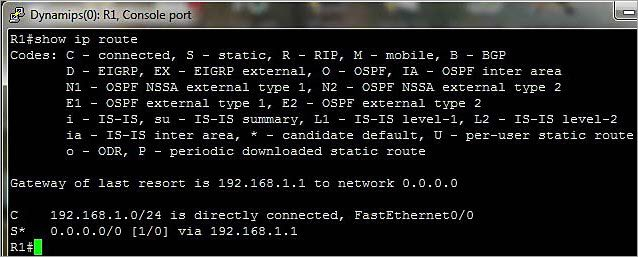 Dynamips(0): R1, Console port
R1#show ip route
Codes: C - connected, S - static, R - RIP, M - mobile, B - BGP
D - EIGRP, EX - EIGRP external, O - OSPF, IA - OSPF inter area
N1 - OSPF NSSA external type 1, N2 - OSPF NSSA external type 2
E1 - OSPF external type 1, E2 - OSPF external type 2
i - IS-IS, su - IS-IS summary, L1 - IS-IS level-1, L2 - IS-IS level-2
ia - IS-IS inter area, * - candidate default, U - per-user static route
o - ODR, P - periodic downloaded static route
Gateway of last resort is 192.168.1.1 to network 0.0.0.0
C 192.168.1.0/24 is directly connected, FastEthernet0/0
S* 0.0.0.0/0 [1/0] via 192.168.1.1
R1#